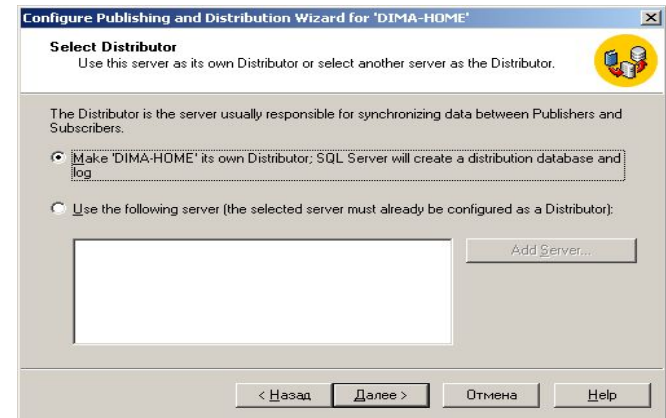 Configure Publishing and Distribution Wizard for 'DIMA-HOME'
Select Distributor
Use this server as its own Distributor or select another server as the Distributor.
The Distributor is the server usually responsible for synchronizing data between Publishers and
Subscribers.
Make 'DIMA-HOME' its own Distributor; SQL Server will create a distribution database and
log
Use the following server (the selected server must already be configured as a Distributor):
Add Server...
< Назад
Далее >
Отмена
Help